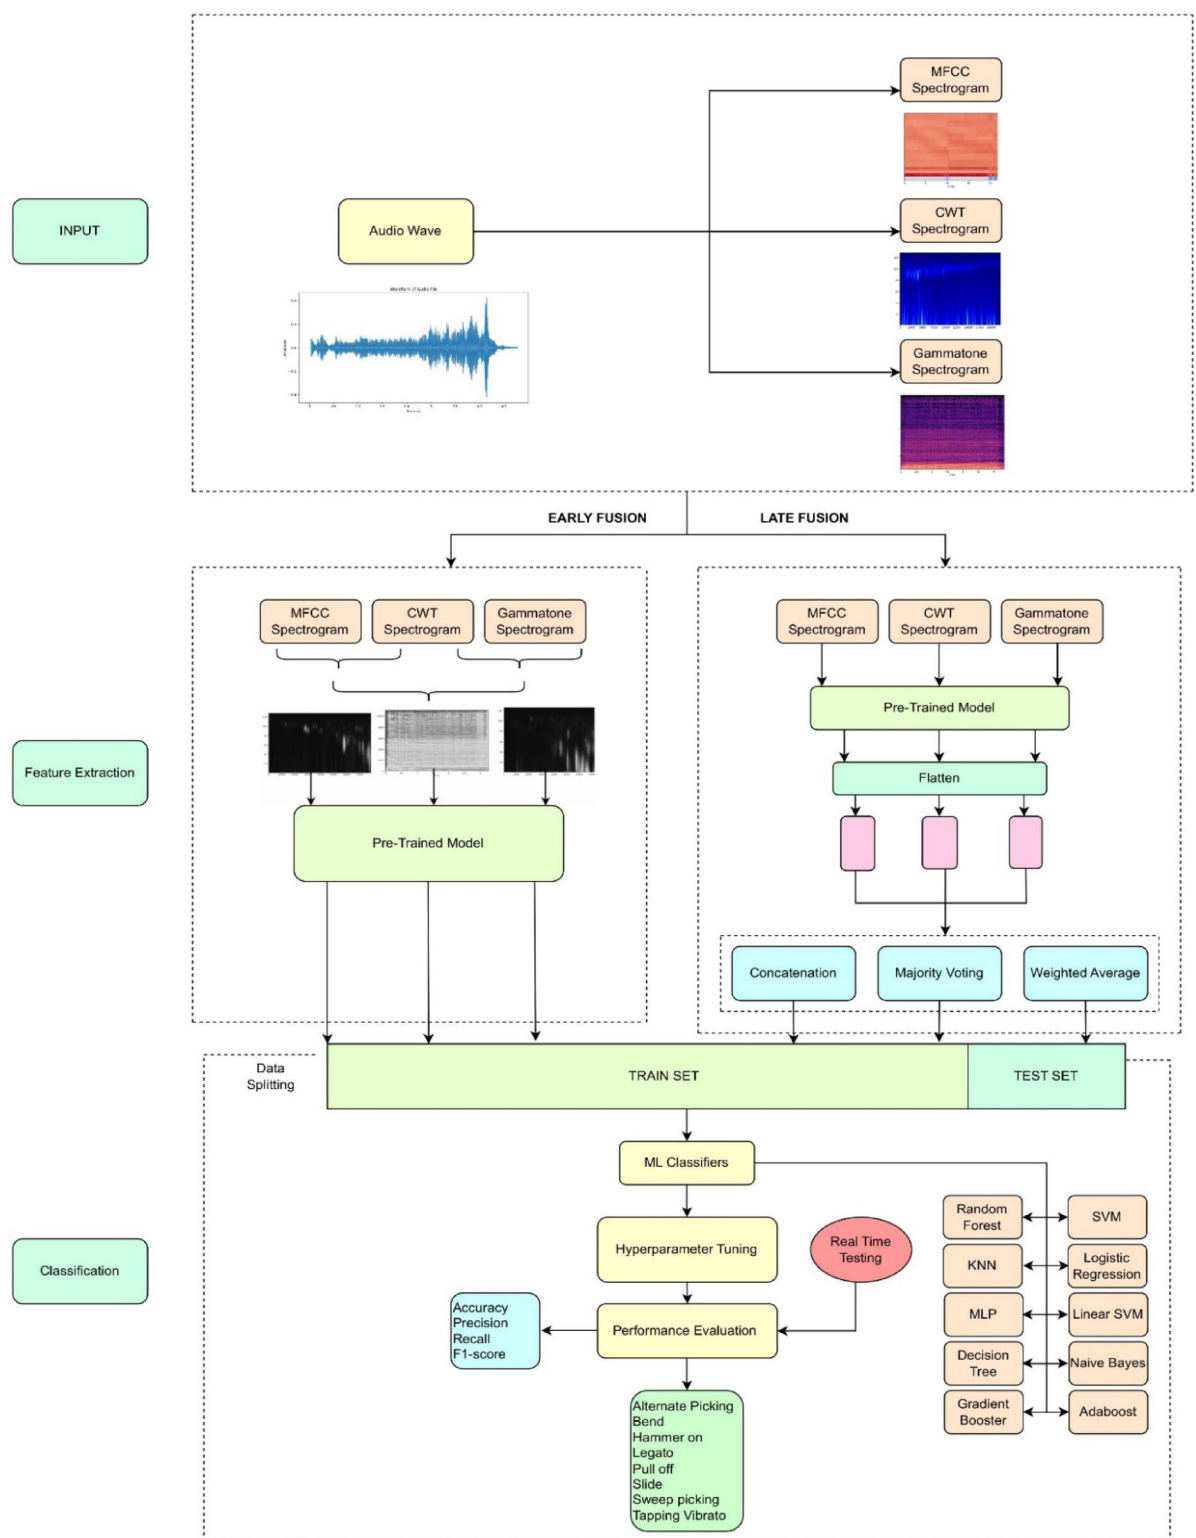 MFCC
Spectrogram
INPUT
Audio Wave
CWT
Spectrogram
Waveform of Audio File
Gammatone
Spectrogram
EARLY FUSION
LATE FUSION
MFCC
Spectrogram
CWT
Spectrogram
Gammatone
Spectrogram
MFCC
Spectrogram
CWT
Spectrogram
Gammatone
Spectrogram
Pre-Trained Model
Feature Extraction
Flatten
Pre-Trained Model
Concatenation
Majority Voting
Weighted Average
Data
Splitting
TRAIN SET
TEST SET
ML Classifiers
Hyperparameter Tuning
Real Time
Testing
Random
Forest
SVM
Classification
KNN
Logistic
Regression
Accuracy
Precision
Recall
F1-score
Performance Evaluation
MLP
Linear SVM
Decision
Tree
Naive Bayes
Gradient
Booster
Adaboost
Alternate Picking
Bend
Hammer on
Legato
Pull off
Slide
Sweep picking
Tapping Vibrato